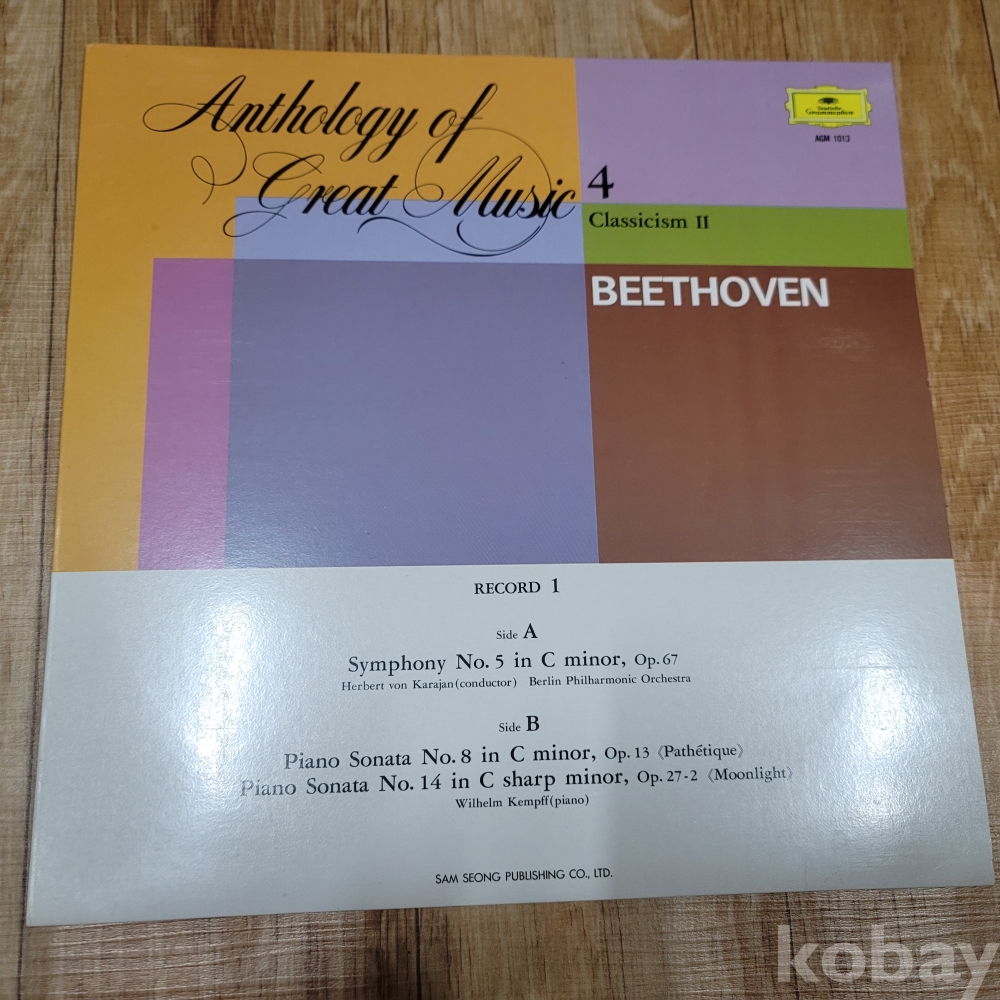 Anthology of
Great Music 4
Deutsche
Grammophon
AGM 1013
Classicism II
BEETHOVEN
RECORD 1
Side A
Symphony No. 5 in C minor, Op. 67
Herbert von Karajan (conductor) Berlin Philharmonic Orchestra
Side B
Piano Sonata No. 8 in C minor, Op. 13 《Pathétique》
Piano Sonata No. 14 in C sharp minor, Op. 27-2 《Moonlight》
Wilhelm Kempff (piano)
SAM SEONG PUBLISHING CO., LTD.
kobay